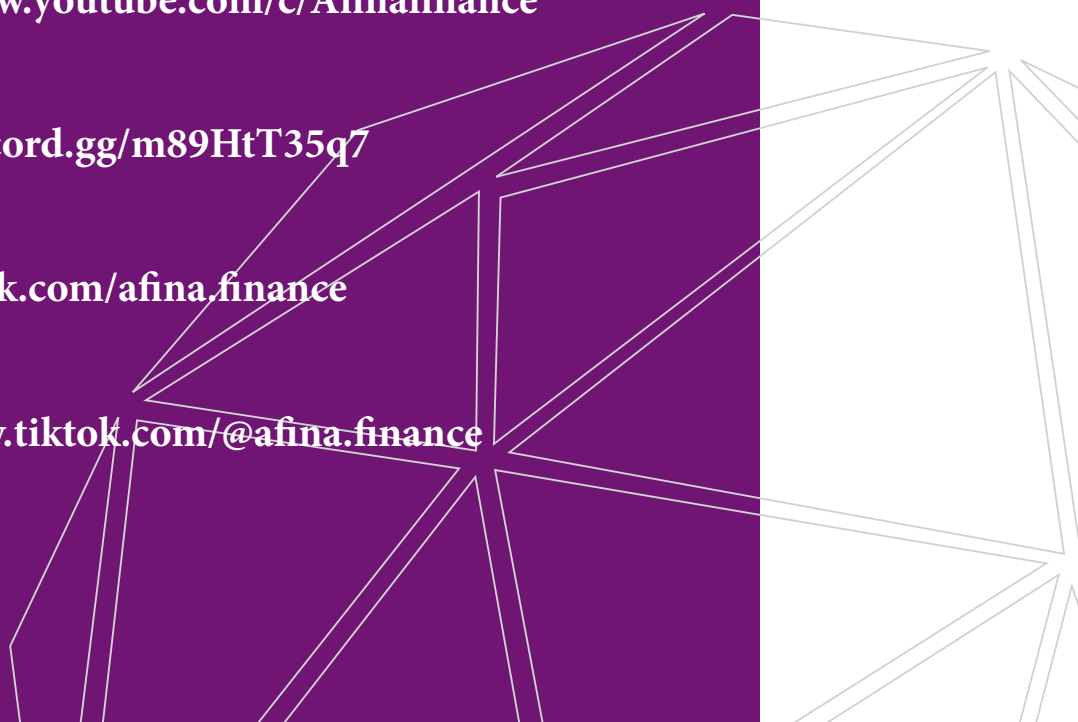 w.youtube.com/c/Afinafinance
cord.gg/m89HtT35q7
k.com/afina.finance
.tiktok.com/@afina.finance